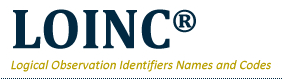 LOINC®
Logical Observation Identifiers Names and Codes